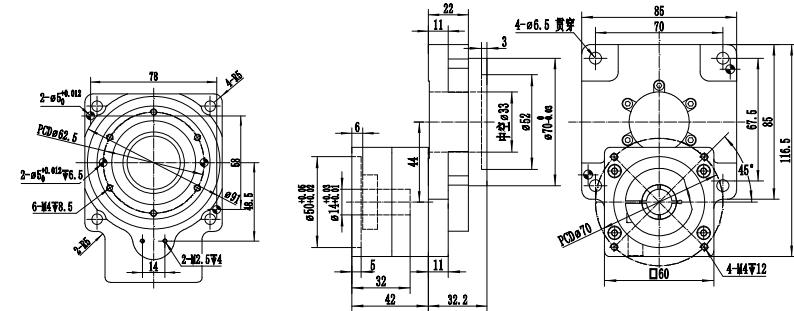 78
4-R5
2-ø5 +0.012 0
PCDø62.5
58
48.5
2-ø5 +0.012 0 ↧6.5
ø91
6-M4↧8.5
2-R5
2-M2.5↧4
14
22
11
3
6
44
中空ø33
ø52
ø70 0 -0.03
ø50 +0.05 +0.02
ø14 +0.03 +0.01
5
11
32
42
32.2
85
4-ø6.5 贯穿
70
67.5
85
116.5
45°
PCDø70
4-M4↧12
□60